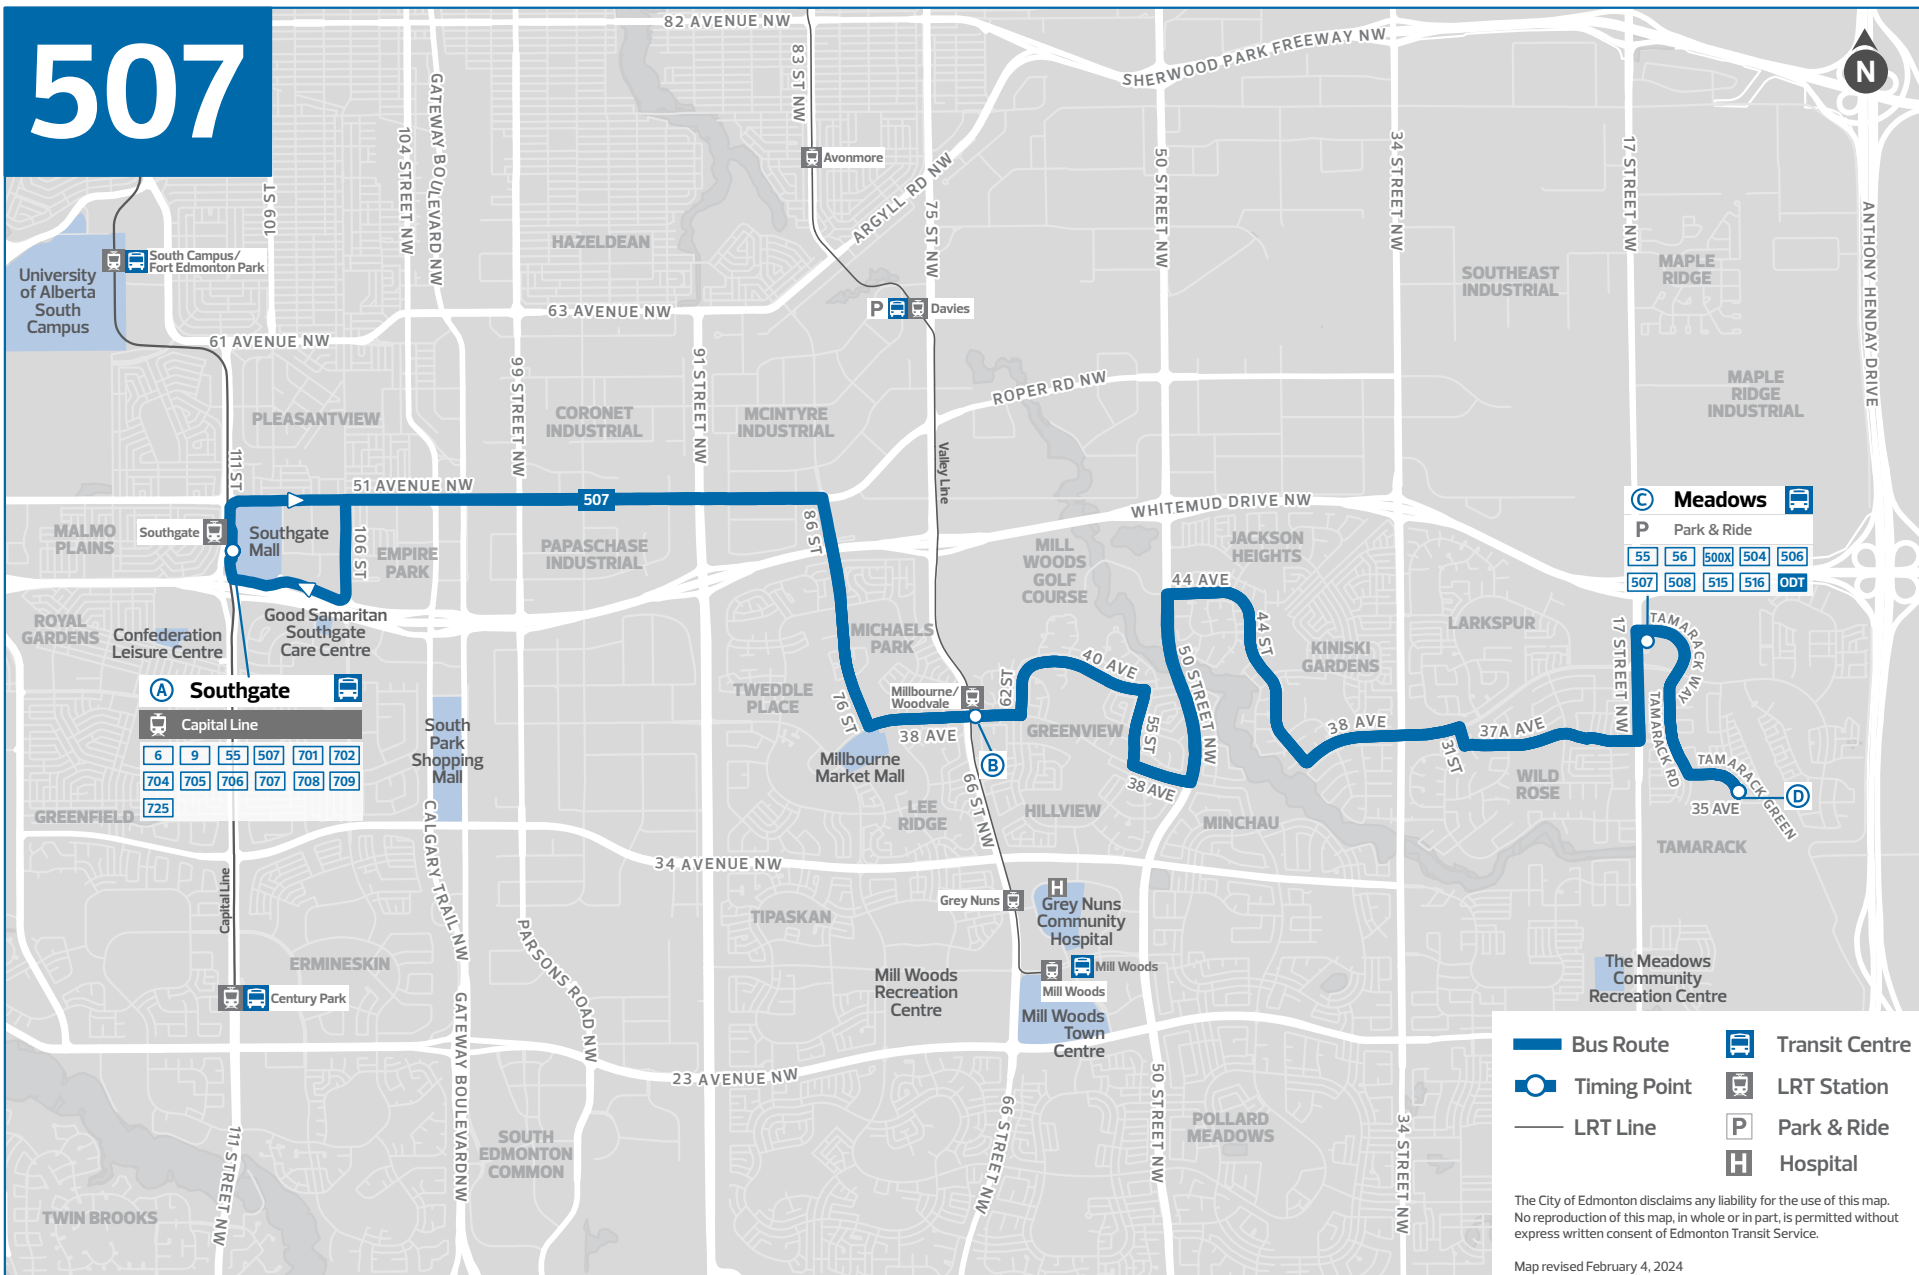 507
82 AVENUE NW
83 ST NW
SHERWOOD PARK FREEWAY NW
N
GATEWAY BOULEVARD NW
104 STREET NW
109 ST
Avonmore
ARGYLL RD NW
75 ST NW
50 STREET NW
34 STREET NW
17 STREET NW
ANTHONY HENDAY DRIVE
South Campus/
Fort Edmonton Park
University
of Alberta
South
Campus
HAZELDEAN
SOUTHEAST
INDUSTRIAL
MAPLE
RIDGE
P
Davies
63 AVENUE NW
61 AVENUE NW
99 STREET NW
91 STREET NW
ROPER RD NW
MAPLE
RIDGE
INDUSTRIAL
PLEASANTVIEW
CORONET
INDUSTRIAL
MCINTYRE
INDUSTRIAL
111 ST
Valley Line
51 AVENUE NW
507
WHITEMUD DRIVE NW
C Meadows
P Park & Ride
55 56 500X 504 506
507 508 515 516 ODT
MALMO
PLAINS
Southgate
Southgate
Mall
106 ST
EMPIRE
PARK
PAPASCHASE
INDUSTRIAL
86 ST
MILL
WOODS
GOLF
COURSE
JACKSON
HEIGHTS
44 AVE
44 ST
ROYAL
GARDENS
Confederation
Leisure Centre
Good Samaritan
Southgate
Care Centre
MICHAELS
PARK
40 AVE
50 STREET NW
KINISKI
GARDENS
LARKSPUR
17 STREET NW
TAMARACK WAY
A Southgate
Capital Line
6 9 55 507 701 702
704 705 706 707 708 709
725
TWEDDLE
PLACE
76 ST
Millbourne/
Woodvale
62 ST
38 AVE
GREENVIEW
55 ST
38 AVE
38 AVE
31 ST
37A AVE
TAMARACK RD
TAMARACK GREEN
South
Park
Shopping
Mall
Millbourne
Market Mall
B
WILD
ROSE
35 AVE
D
GREENFIELD
CALGARY TRAIL NW
LEE
RIDGE
66 ST NW
HILLVIEW
MINCHAU
TAMARACK
34 AVENUE NW
Capital Line
TIPASKAN
Grey Nuns
H
Grey Nuns
Community
Hospital
ERMINESKIN
PARSONS ROAD NW
Century Park
GATEWAY BOULEVARDNW
Mill Woods
Recreation
Centre
Mill Woods
Mill Woods
Mill Woods
Town
Centre
The Meadows
Community
Recreation Centre
23 AVENUE NW
66 STREET NW
50 STREET NW
34 STREET NW
111 STREET NW
SOUTH
EDMONTON
COMMON
POLLARD
MEADOWS
TWIN BROOKS
Bus Route
Transit Centre
Timing Point
LRT Station
LRT Line
P Park & Ride
H Hospital
The City of Edmonton disclaims any liability for the use of this map.
No reproduction of this map, in whole or in part, is permitted without
express written consent of Edmonton Transit Service.
Map revised February 4, 2024